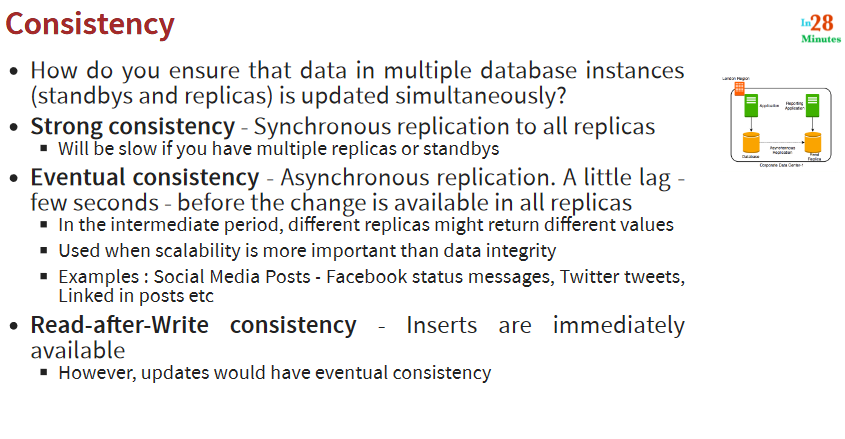 Consistency
In28
Minutes
How do you ensure that data in multiple database instances
(standbys and replicas) is updated simultaneously?
Strong consistency - Synchronous replication to all replicas
Will be slow if you have multiple replicas or standbys
Eventual consistency - Asynchronous replication. A little lag -
few seconds - before the change is available in all replicas
In the intermediate period, different replicas might return different values
Used when scalability is more important than data integrity
Examples : Social Media Posts - Facebook status messages, Twitter tweets,
Linked in posts etc
Read-after-Write consistency - Inserts are immediately
available
However, updates would have eventual consistency
London Region
Application
Reporting
Application
Database
Asynchronous
Replication
Read
Replica
Corporate Data Center-1